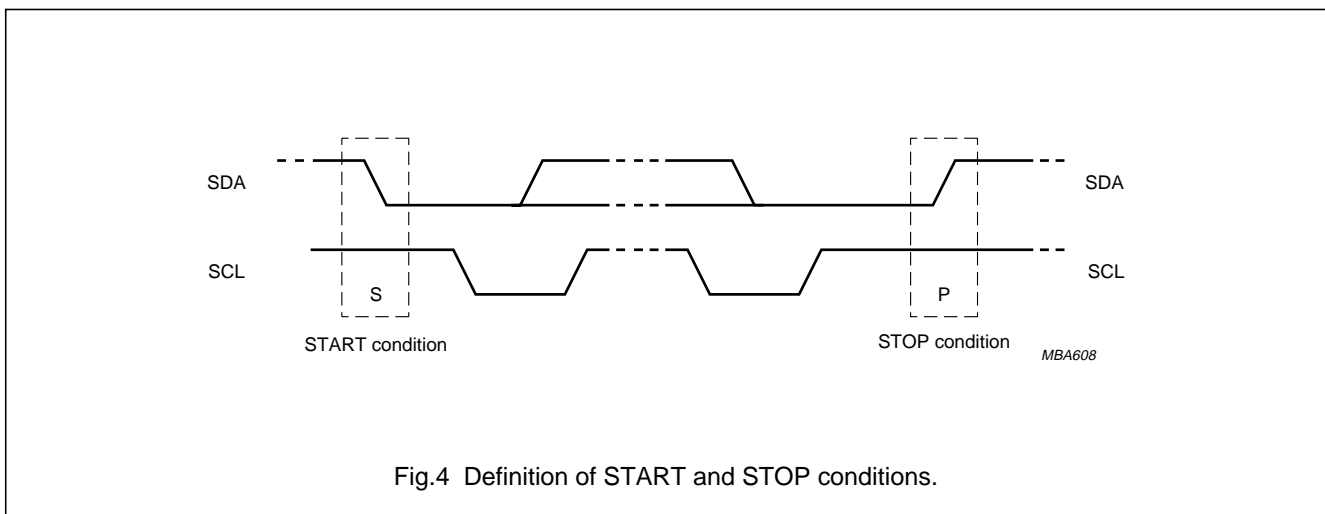 SDA
SDA
SCL
SCL
S
P
START condition
STOP condition
MBA608
Fig.4 Definition of START and STOP conditions.